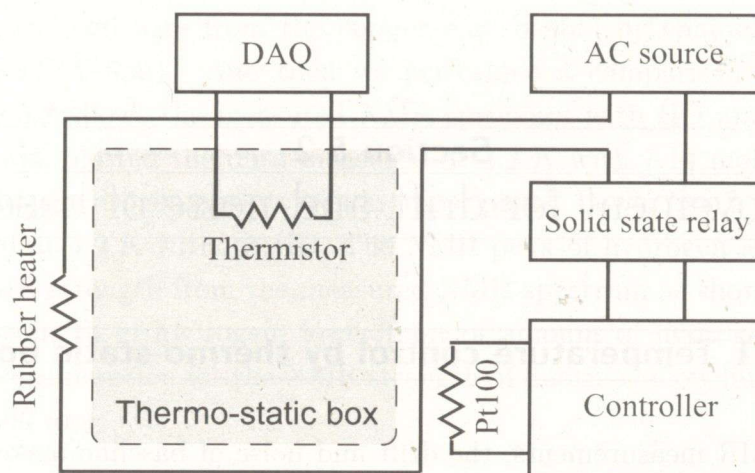 DAQ
AC source
Solid state relay
Thermistor
Rubber heater
Thermo-static box
Pt100
Controller